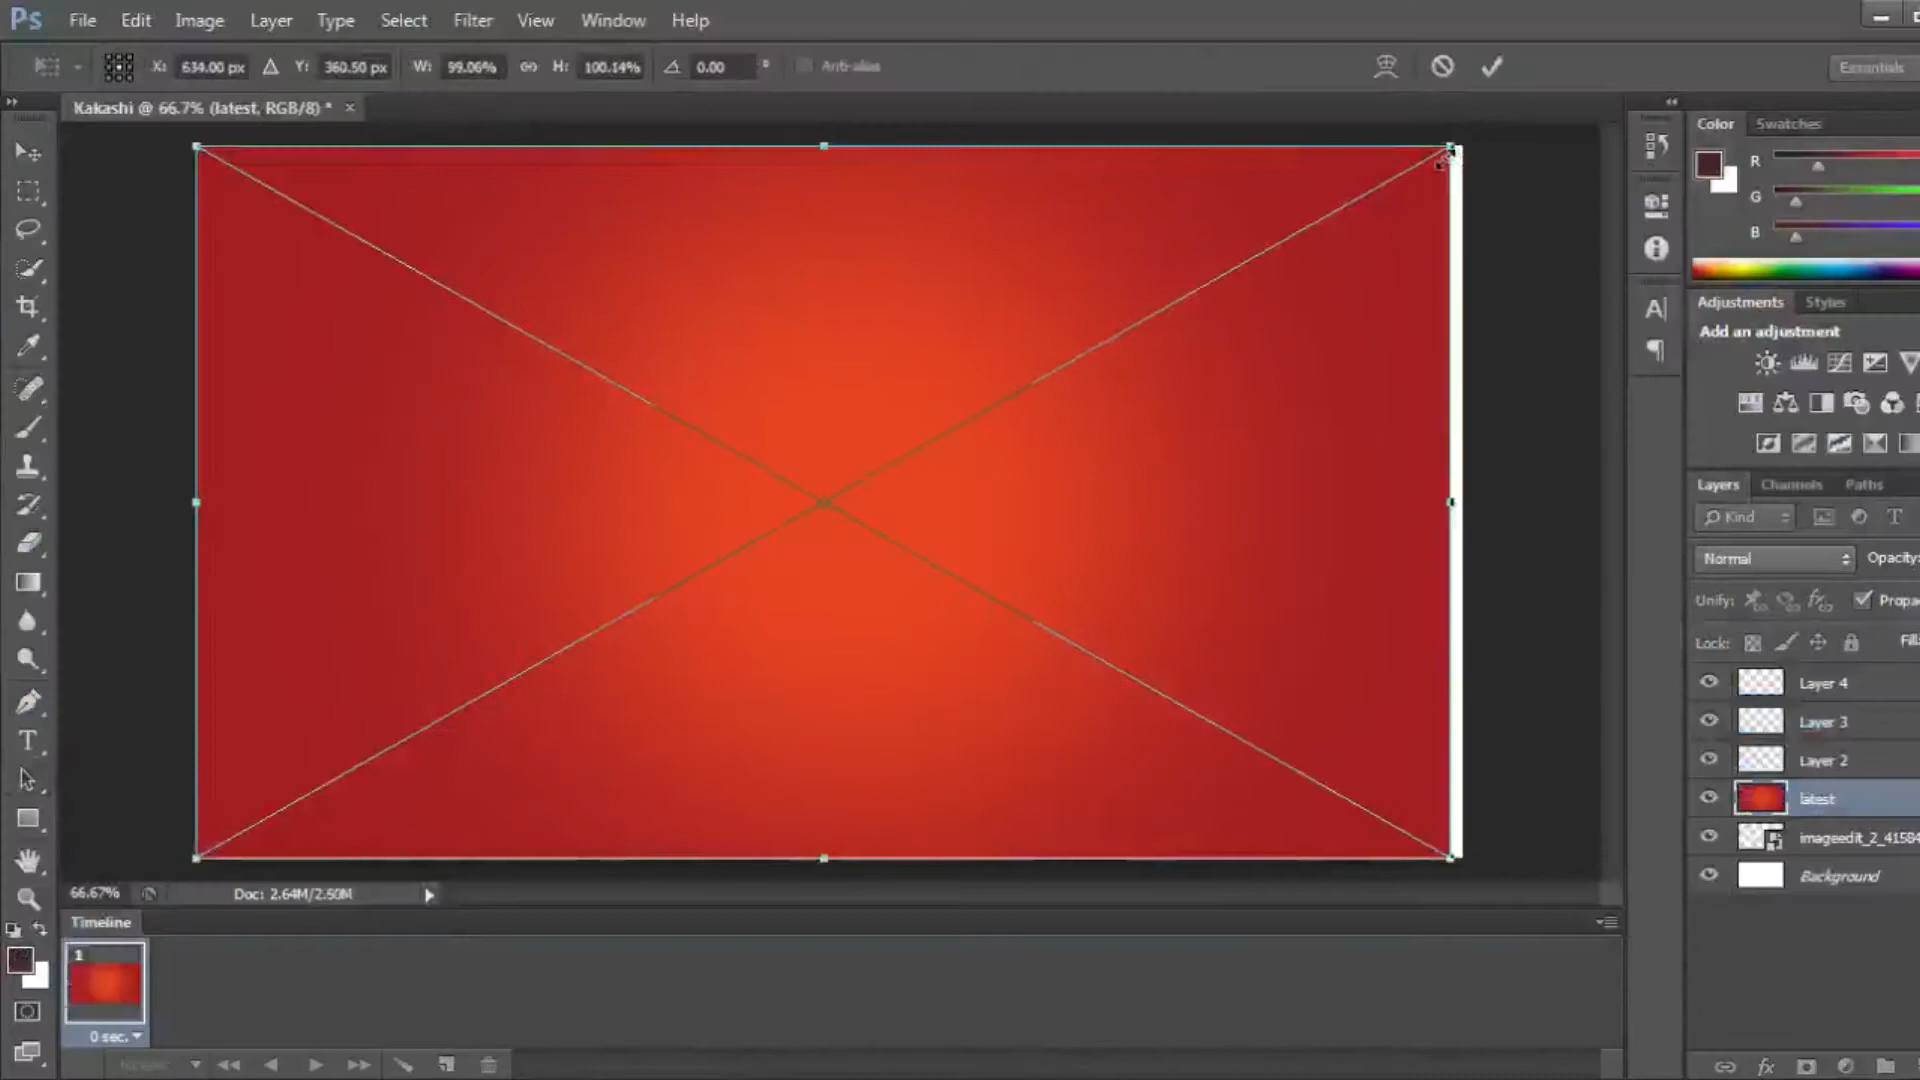 Ps File Edit Image Layer Type Select Filter View Window Help
X: 634.00 px Y: 360.50 px W: 99.06% H: 100.14% 0.00 ° Anti-alias Essentials
Kakashi @ 66.7% (latest, RGB/8) * ×
Color Swatches
R
G
B
Adjustments Styles
Add an adjustment
Layers Channels Paths
Kind
Normal Opacity:
Unify: Propa
Lock: Fill
Layer 4
Layer 3
Layer 2
latest
imageedit_2_41584
Background
66.67% Doc: 2.64M/2.50M
Timeline
1
0 sec.
fx